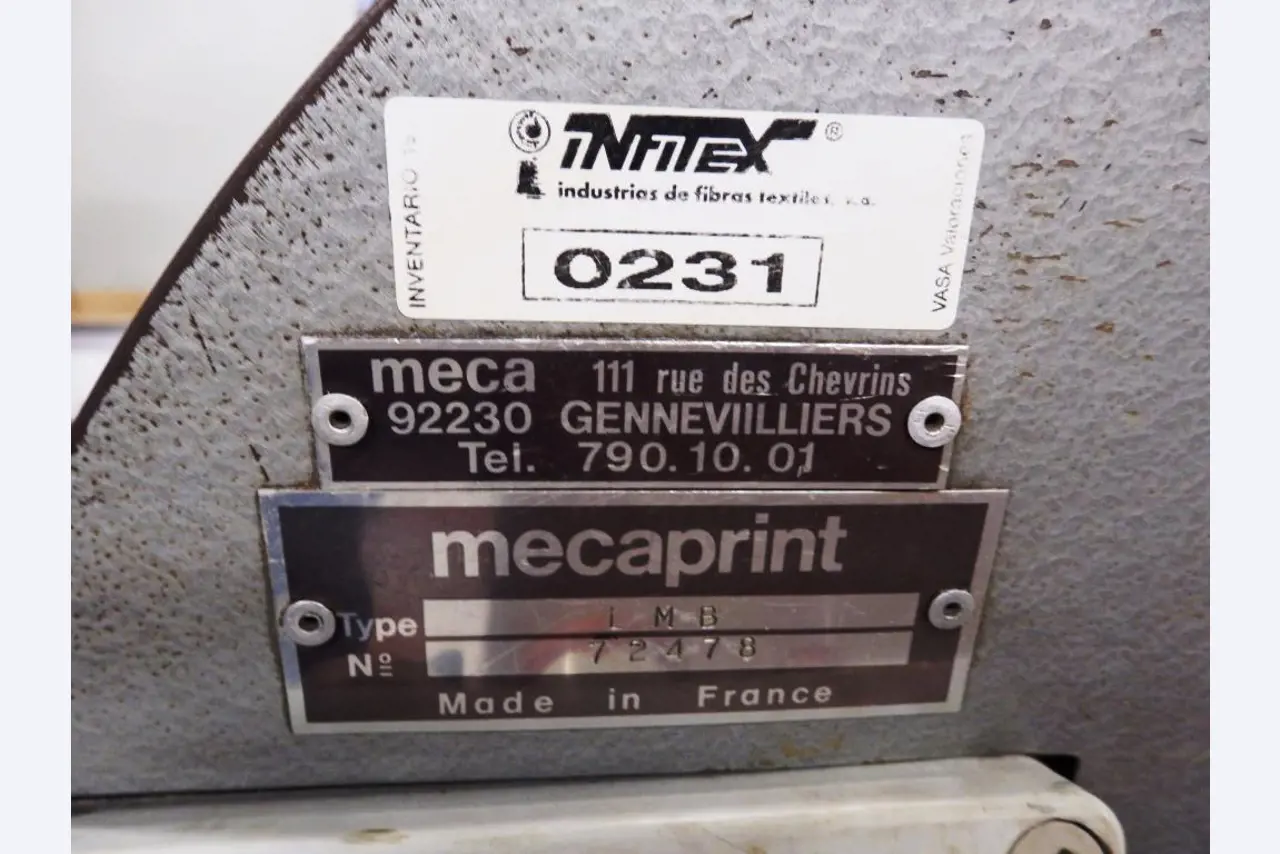 INFITEX ®
industrias de fibras textiles, s.a.
INVENTARIO
0231
VASA Valoraciones
meca 111 rue des Chevrins
92230 GENNEVIILLIERS
Tel. 790.10.01
mecaprint
Type LMB
Nº 72478
Made in France